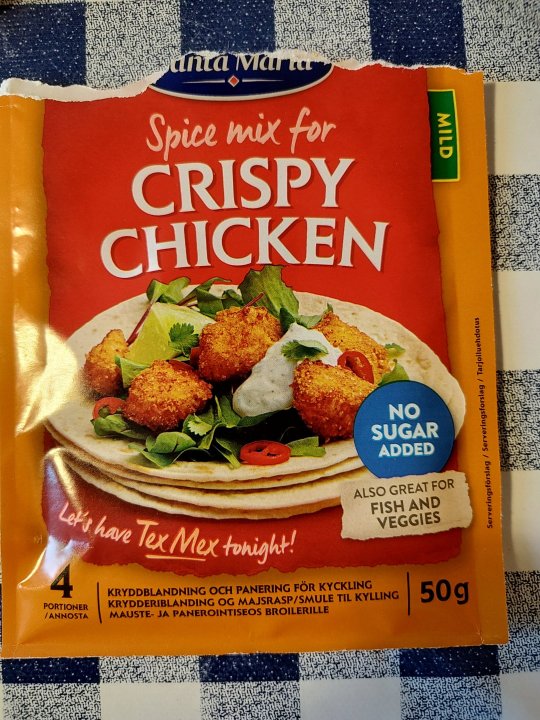 Santa Maria
MILD
Spice mix for
CRISPY
CHICKEN
NO
SUGAR
ADDED
ALSO GREAT FOR
FISH AND
VEGGIES
Let's have Tex Mex tonight!
Serveringsförslag / Serveringsforslag / Tarjoiluehdotus
4
PORTIONER
/ANNOSTA
KRYDDBLANDNING OCH PANERING FÖR KYCKLING
KRYDDERIBLANDING OG MAJSRASP/SMULE TIL KYLLING
MAUSTE- JA PANEROINTISEOS BROILERILLE
50g